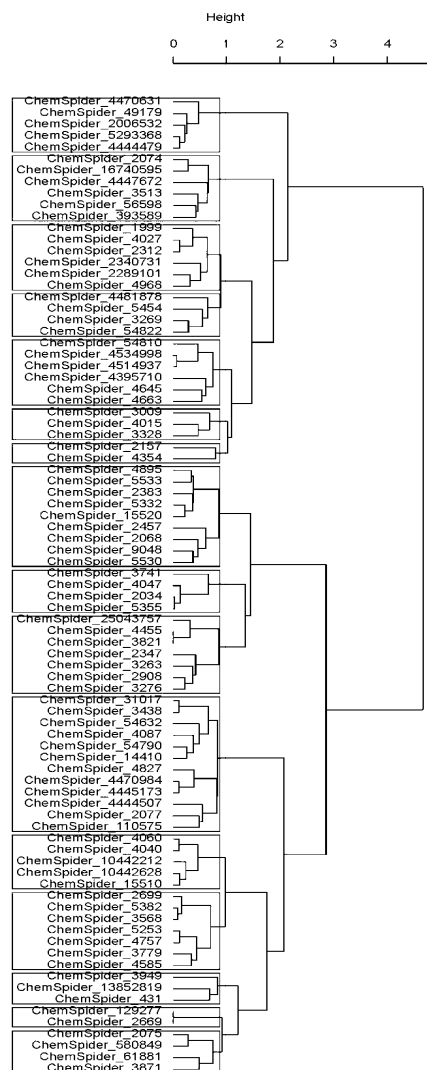 Height
0 1 2 3 4
ChemSpider_4470631
ChemSpider_49179
ChemSpider_2006532
ChemSpider_5293368
ChemSpider_4444479
ChemSpider_2074
ChemSpider_16740595
ChemSpider_4447672
ChemSpider_3513
ChemSpider_56598
ChemSpider_393589
ChemSpider_1999
ChemSpider_4027
ChemSpider_2312
ChemSpider_2340731
ChemSpider_2289101
ChemSpider_4968
ChemSpider_4481878
ChemSpider_5454
ChemSpider_3269
ChemSpider_54822
ChemSpider_54810
ChemSpider_4534998
ChemSpider_4514937
ChemSpider_4395710
ChemSpider_4645
ChemSpider_4663
ChemSpider_3009
ChemSpider_4015
ChemSpider_3328
ChemSpider_2157
ChemSpider_4354
ChemSpider_4895
ChemSpider_5533
ChemSpider_2383
ChemSpider_5332
ChemSpider_15520
ChemSpider_2457
ChemSpider_2068
ChemSpider_9048
ChemSpider_5530
ChemSpider_3741
ChemSpider_4047
ChemSpider_2034
ChemSpider_5355
ChemSpider_25043757
ChemSpider_4455
ChemSpider_3821
ChemSpider_2347
ChemSpider_3263
ChemSpider_2908
ChemSpider_3276
ChemSpider_31017
ChemSpider_3438
ChemSpider_54632
ChemSpider_4087
ChemSpider_54790
ChemSpider_14410
ChemSpider_4827
ChemSpider_4470984
ChemSpider_4445173
ChemSpider_4444507
ChemSpider_2077
ChemSpider_110575
ChemSpider_4060
ChemSpider_4040
ChemSpider_10442212
ChemSpider_10442628
ChemSpider_15510
ChemSpider_2699
ChemSpider_5382
ChemSpider_3568
ChemSpider_5253
ChemSpider_4757
ChemSpider_3779
ChemSpider_4585
ChemSpider_3949
ChemSpider_13852819
ChemSpider_431
ChemSpider_129277
ChemSpider_2669
ChemSpider_2075
ChemSpider_580849
ChemSpider_61881
ChemSpider_3871